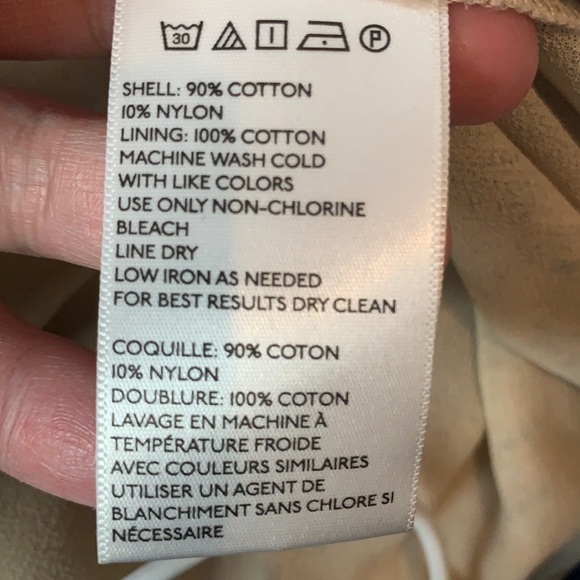 30 P
SHELL: 90% COTTON
10% NYLON
LINING: 100% COTTON
MACHINE WASH COLD
WITH LIKE COLORS
USE ONLY NON-CHLORINE
BLEACH
LINE DRY
LOW IRON AS NEEDED
FOR BEST RESULTS DRY CLEAN
COQUILLE: 90% COTON
10% NYLON
DOUBLURE: 100% COTON
LAVAGE EN MACHINE À
TEMPÉRATURE FROIDE
AVEC COULEURS SIMILAIRES
UTILISER UN AGENT DE
BLANCHIMENT SANS CHLORE SI
NÉCESSAIRE